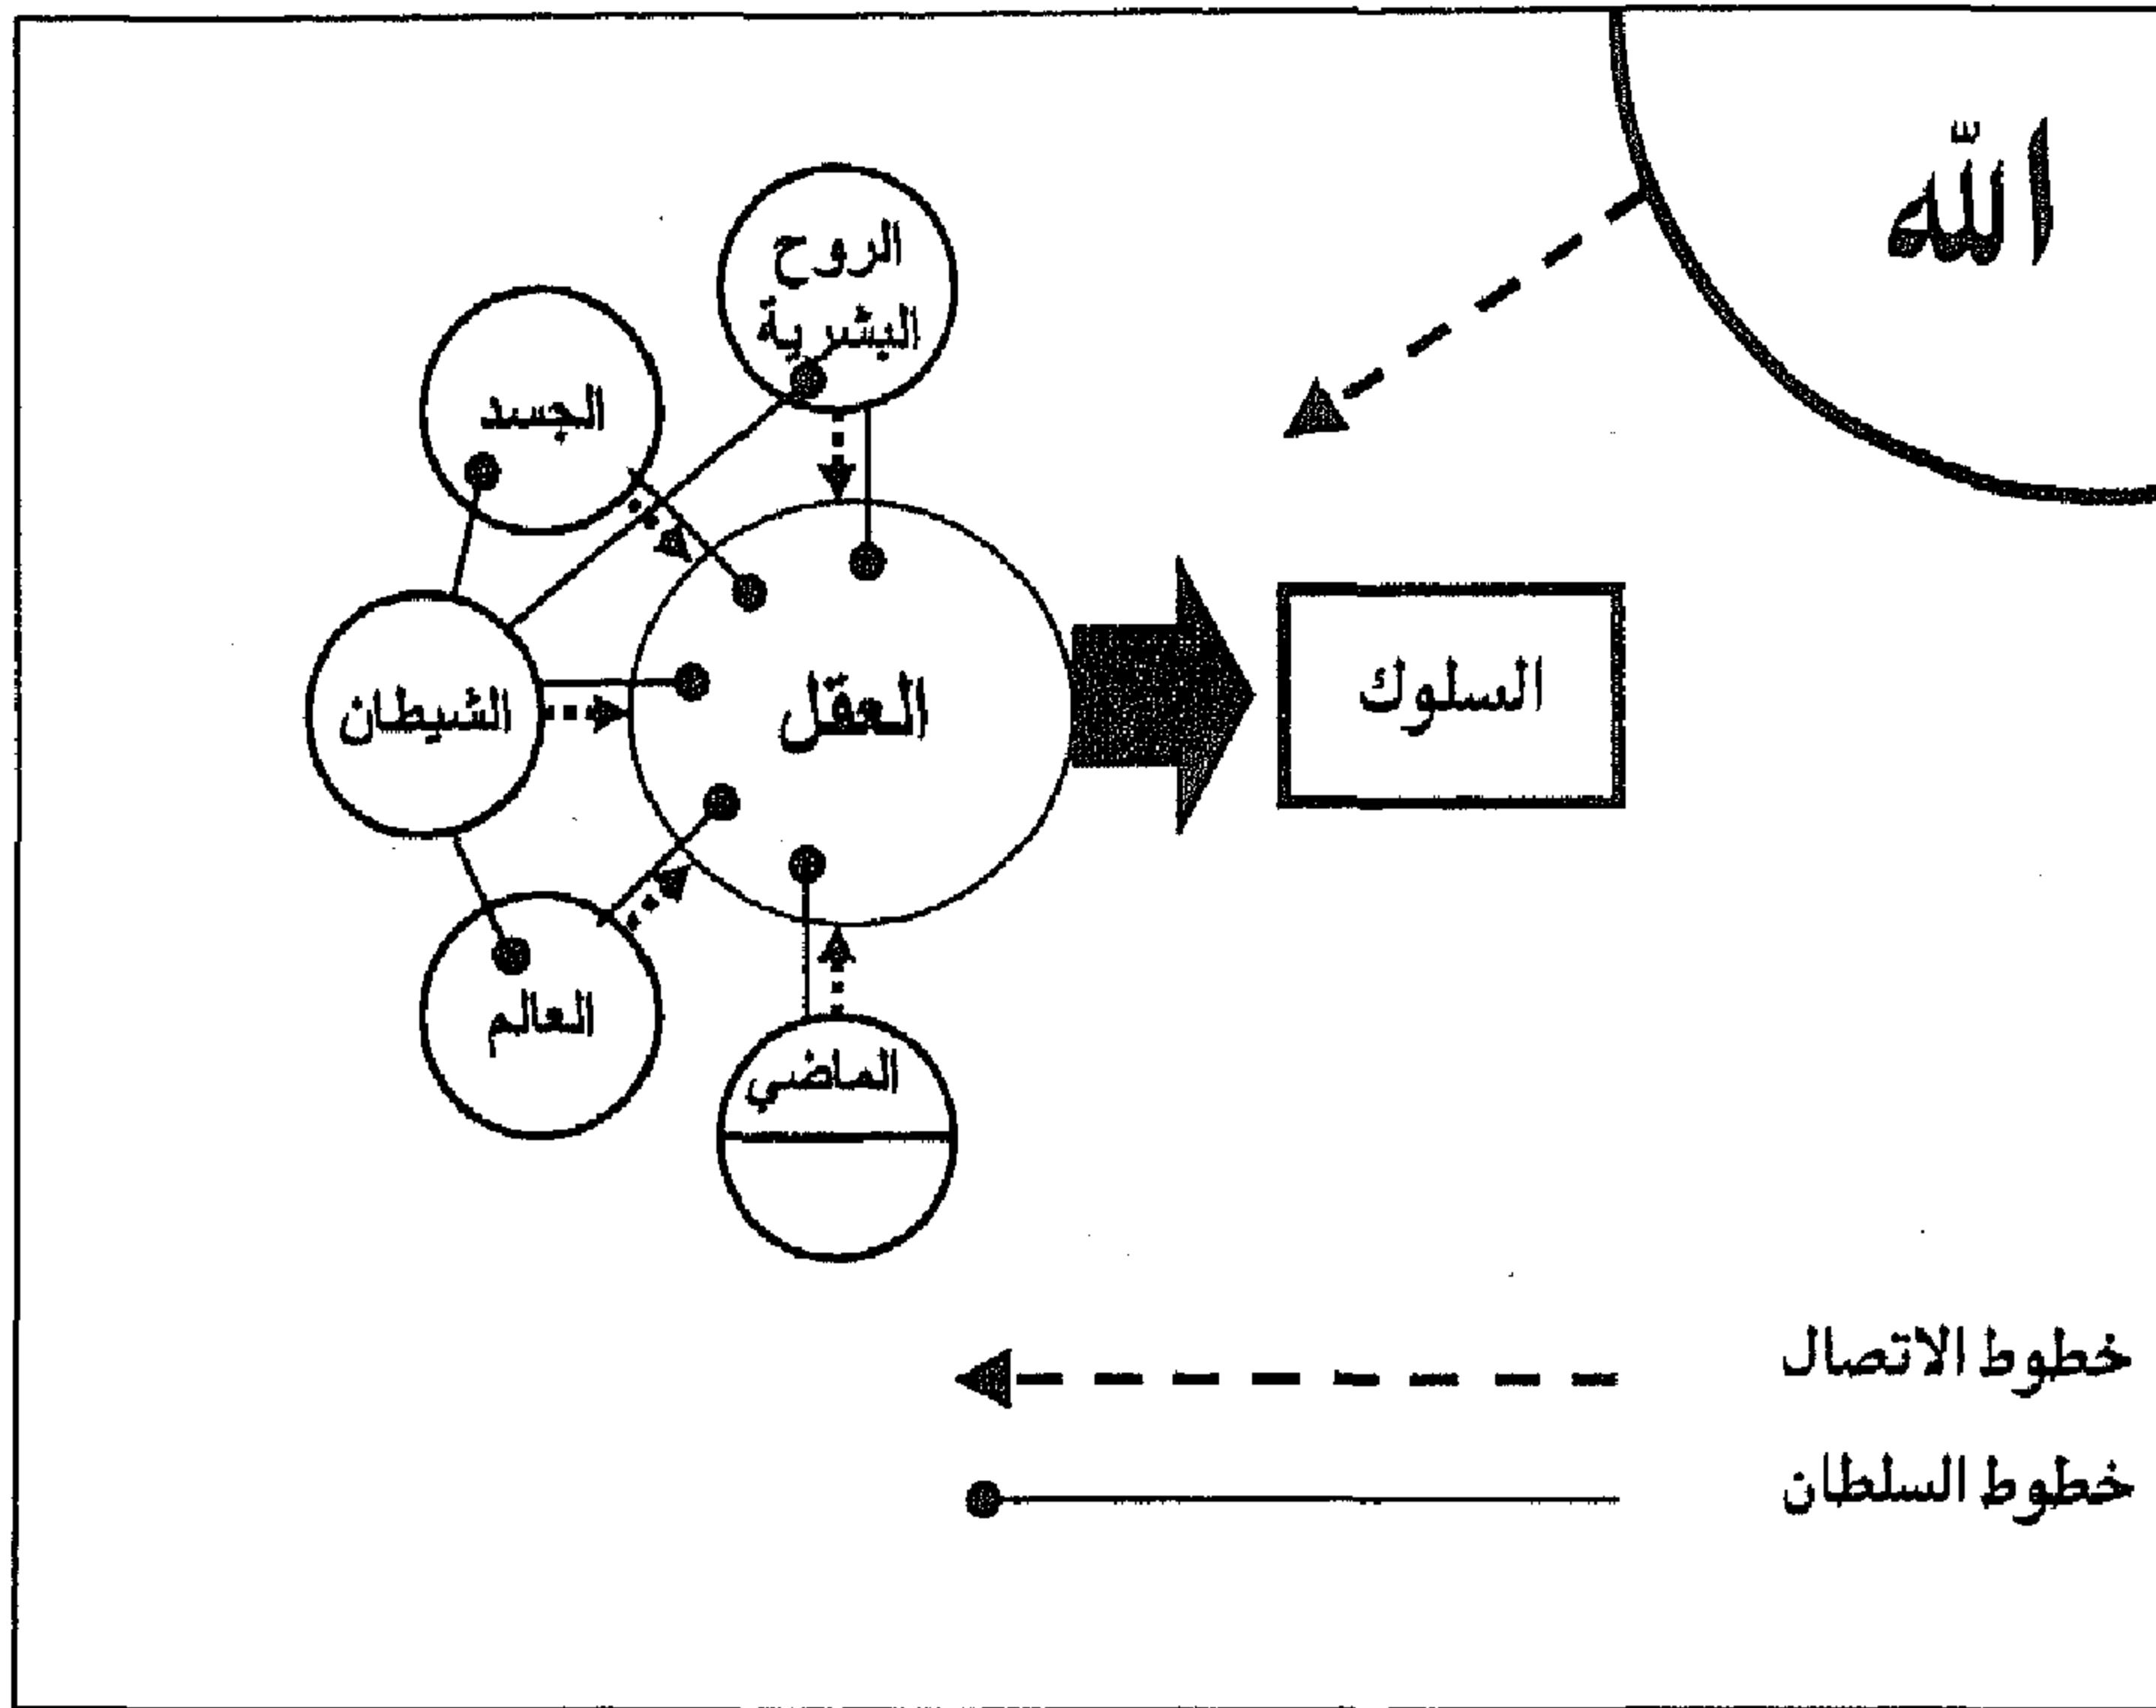 الله
الروح
البشرية
الجسد
السلوك
العقل
الشيطان
العالم
الماضي
خطوط الاتصال
خطوط السلطان